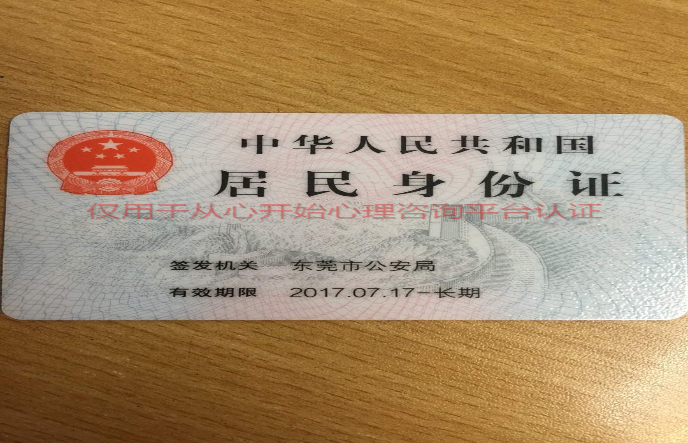 中华人民共和国
居民身份证
仅用于从心开始心理咨询平台认证
签发机关 东莞市公安局
有效期限 2017.07.17-长期